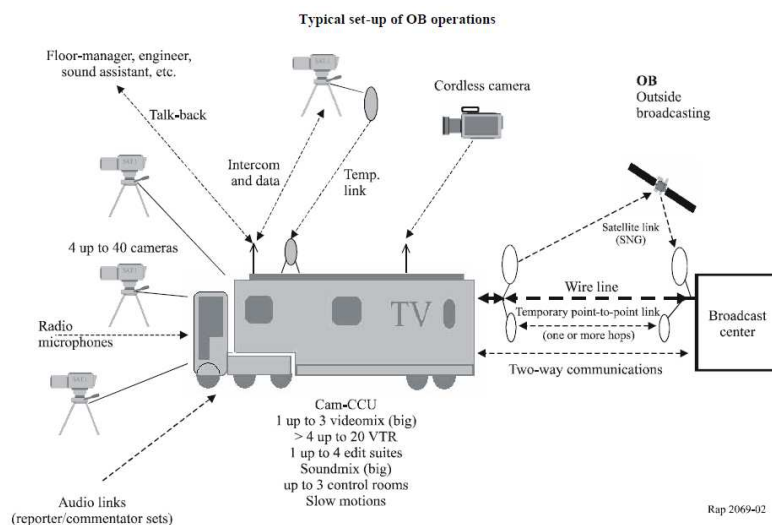 Typical set-up of OB operations
Floor-manager, engineer,
sound assistant, etc.
Talk-back
Cordless camera
OB
Outside
broadcasting
Intercom
and data
Temp.
link
Satellite link
(SNG)
4 up to 40 cameras
Wire line
Temporary point-to-point link
(one or more hops)
Broadcast
center
TV
Radio
microphones
Two-way communications
Cam-CCU
1 up to 3 videomix (big)
> 4 up to 20 VTR
1 up to 4 edit suites
Soundmix (big)
up to 3 control rooms
Slow motions
Audio links
(reporter/commentator sets)
Rap 2069-02